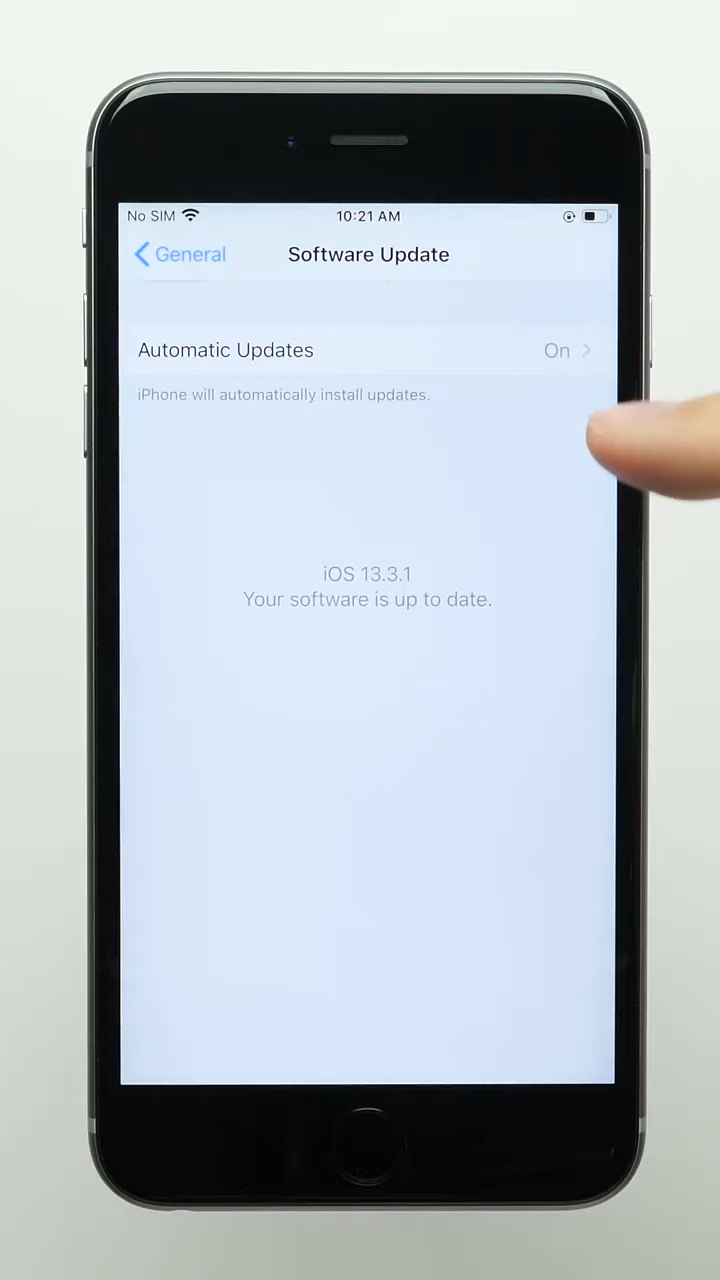 No SIM 10:21 AM
General Software Update
Automatic Updates On
iPhone will automatically install updates.
iOS 13.3.1
Your software is up to date.